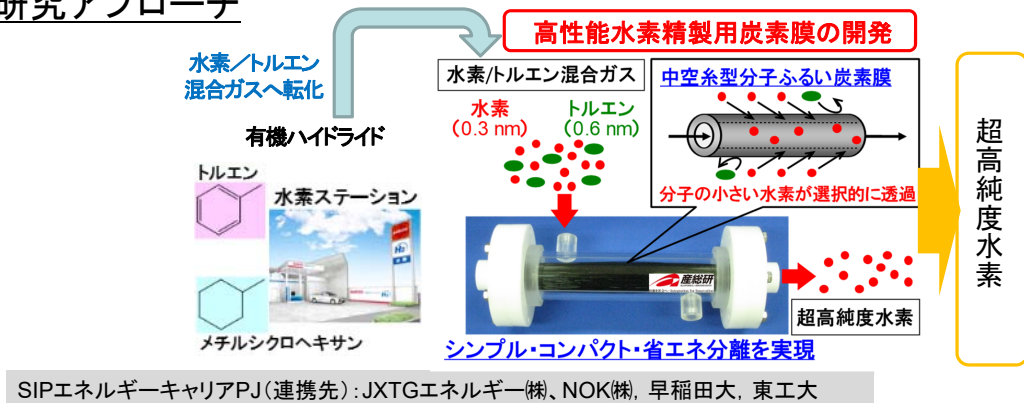 研究アプローチ
高性能水素精製用炭素膜の開発
水素／トルエン
混合ガスへ転化
水素/トルエン混合ガス
水素
（0.3 nm）
トルエン
（0.6 nm）
中空糸型分子ふるい炭素膜
分子の小さい水素が選択的に透過
有機ハイドライド
トルエン
水素ステーション
H2
メチルシクロヘキサン
産総研
超高純度水素
シンプル・コンパクト・省エネ分離を実現
超高純度水素
SIPエネルギーキャリアPJ（連携先）：JXTGエネルギー㈱、NOK㈱, 早稲田大, 東工大